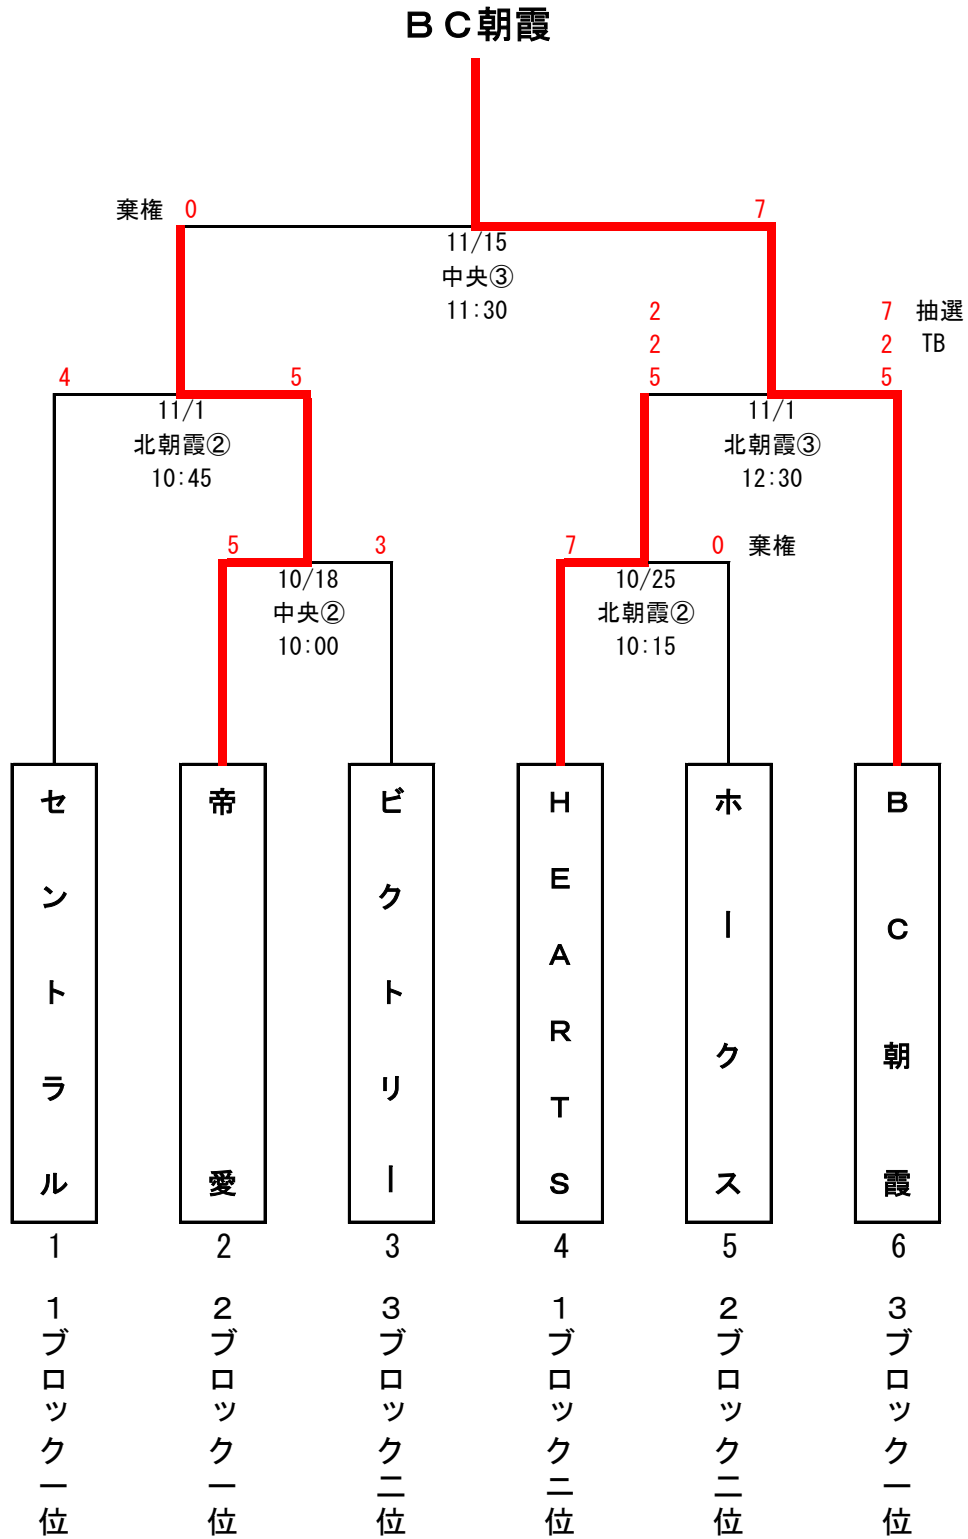 ＢＣ朝霞
棄権 0
7
11/15
中央③
11:30
2
7 抽選
2
2 TB
4
5
5
5
11/1
北朝霞②
10:45
11/1
北朝霞③
12:30
5
3
7
0 棄権
10/18
中央②
10:00
10/25
北朝霞②
10:15
セントラル
帝愛
ビクトリー
ＨＥＡＲＴＳ
ホークス
ＢＣ朝霞
1
2
3
4
5
6
１ブロック一位
２ブロック一位
３ブロック二位
１ブロック二位
２ブロック二位
３ブロック一位